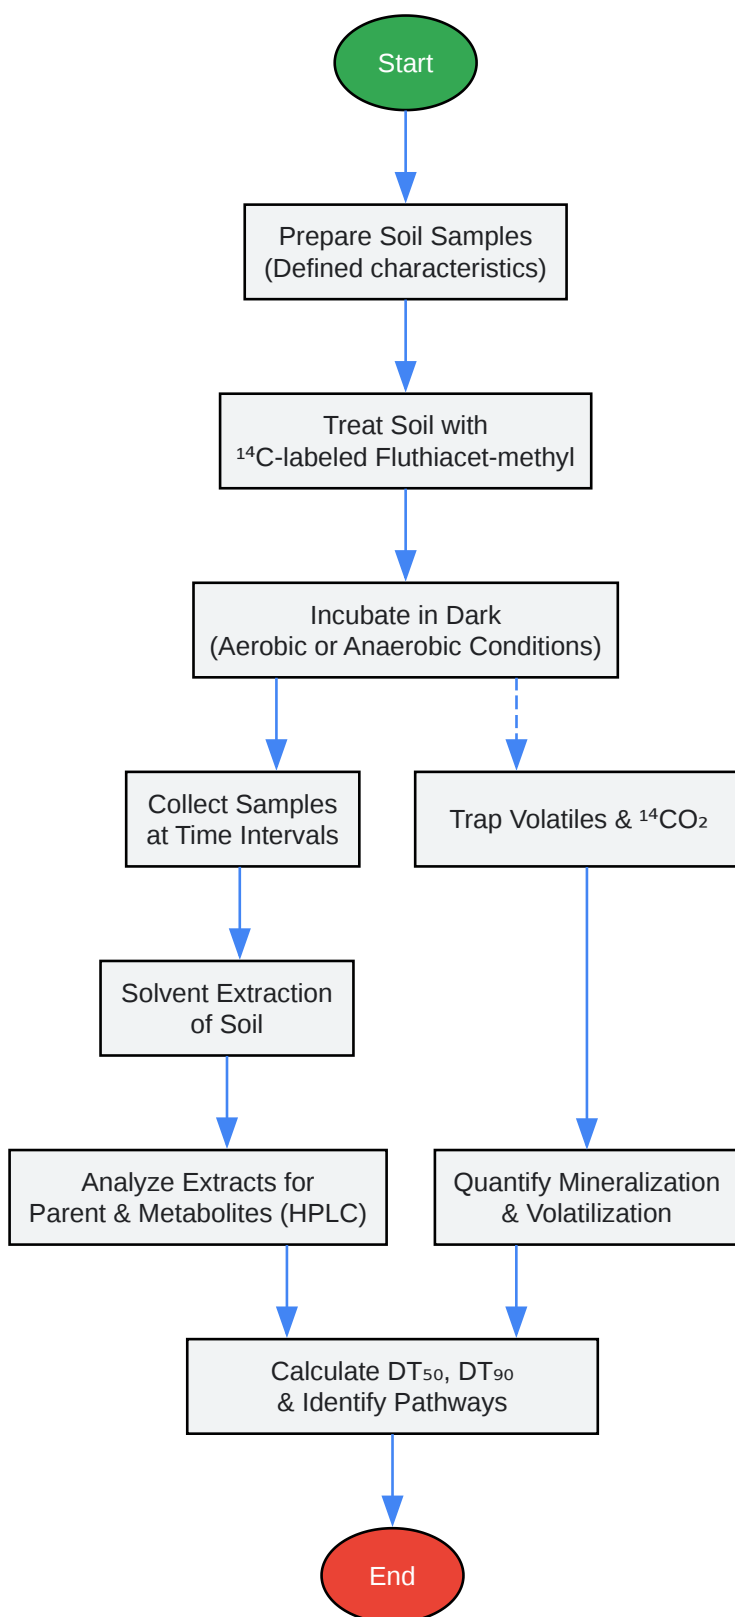 Start
Prepare Soil Samples
(Defined characteristics)
Treat Soil with
¹⁴C-labeled Fluthiacet-methyl
Incubate in Dark
(Aerobic or Anaerobic Conditions)
Collect Samples
at Time Intervals
Trap Volatiles & ¹⁴CO₂
Solvent Extraction
of Soil
Analyze Extracts for
Parent & Metabolites (HPLC)
Quantify Mineralization
& Volatilization
Calculate DT₅₀, DT₉₀
& Identify Pathways
End